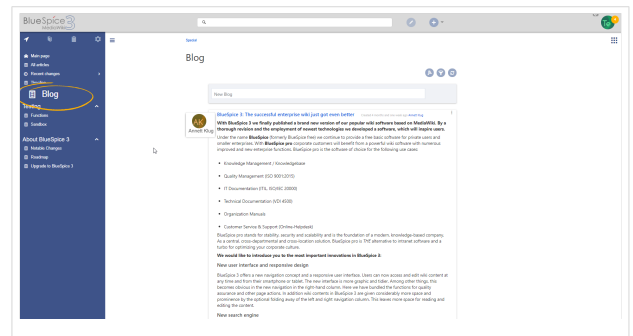 BlueSpice 3
Special
Main page
All articles
Recent changes
Blog
Testing
Functions
Sandbox
About BlueSpice 3
Notable Changes
Roadmap
Upgrade to BlueSpice 3
Blog
New Blog
AK
Annett Klug
BlueSpice 3: The successful enterprise wiki just got even better
With BlueSpice 3 we finally published a brand new version of our popular wiki software based on MediaWiki. By a
thorough revision and the employment of newest technologies we developed a software, which will inspire users.
Under the name BlueSpice (formerly BlueSpice free) we continue to provide a free basic software for private users and
smaller enterprises. With BlueSpice pro corporate customers will benefit from a powerful wiki software with numerous
improved and new enterprise functions. BlueSpice pro is the software of choice for the following use cases:
Knowledge Management / Knowledgebase
Quality Management (ISO 9001:2015)
IT Documentation (ITIL, ISO/IEC 20000)
Technical Documentation (VDI 4500)
Organization Manuals
Customer Service & Support (Online-Helpdesk)
BlueSpice pro stands for stability, security and scalability and is the foundation of a modern, knowledge-based company.
As a central, cross-departmental and cross-location solution, BlueSpice pro is THE alternative to intranet software and a
turbo for optimizing your corporate culture.
We would like to introduce you to the most important innovations in BlueSpice 3:
New user interface and responsive design
BlueSpice 3 offers a new navigation concept and a responsive user interface. Users can now access and edit wiki content at
any time and from their smartphone or tablet. The new interface is more graphic and tidier. Among other things, this
becomes obvious in the new navigation in the right-hand column. Here we have bundled the functions for quality
assurance and other page actions. In addition wiki contents in BlueSpice 3 are given considerably more space and
prominence by the optional folding away of the left and right navigation column. This leaves more space for reading and
editing the content.
New search engine